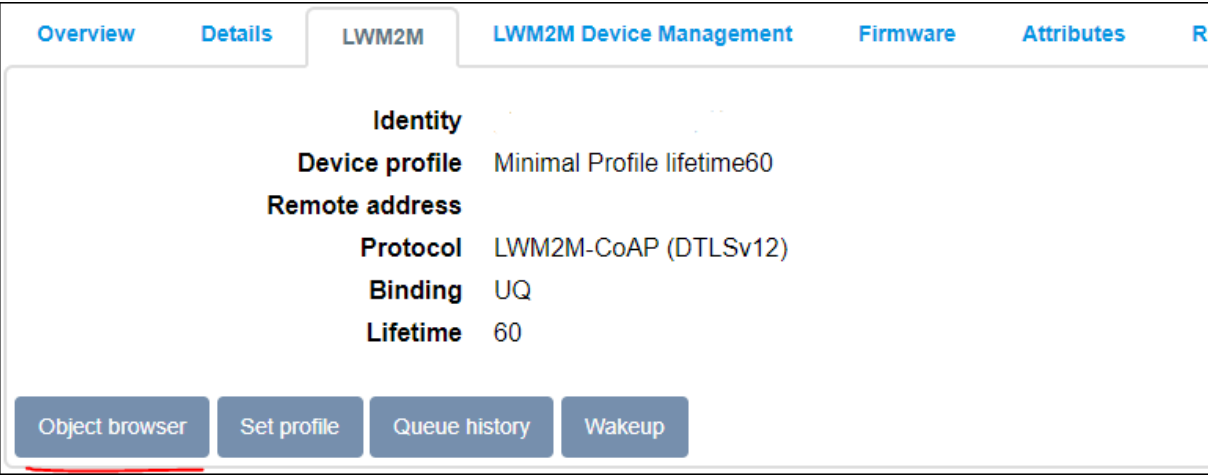 Overview Details LWM2M LWM2M Device Management Firmware Attributes R
Identity
Device profile Minimal Profile lifetime60
Remote address
Protocol LWM2M-CoAP (DTLSv12)
Binding UQ
Lifetime 60
Object browser Set profile Queue history Wakeup